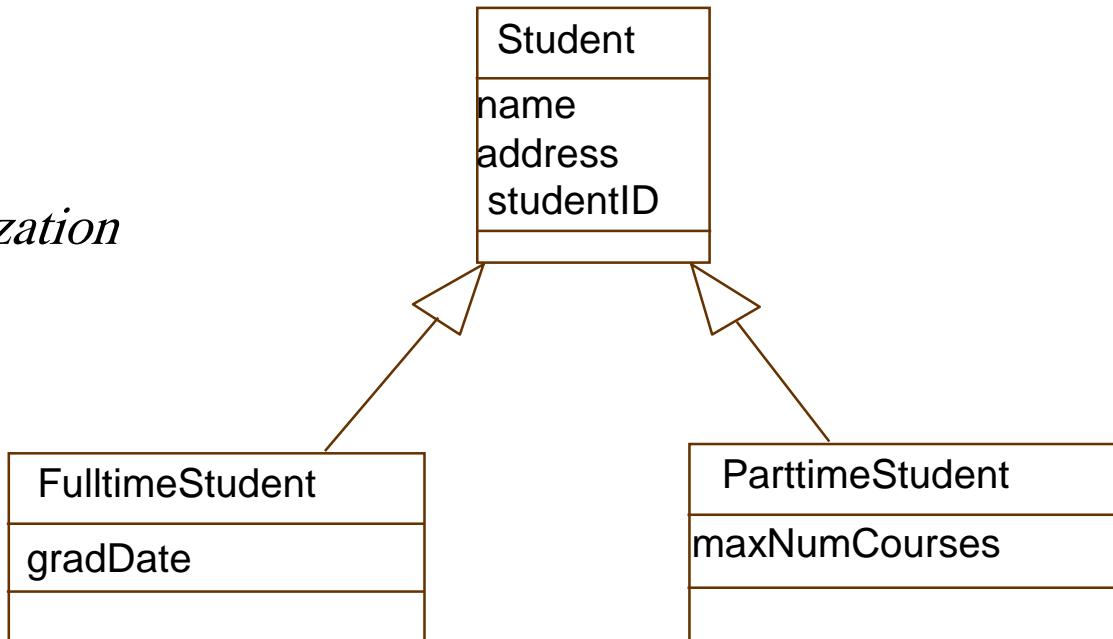 Student
name
address
studentID
zation
FulltimeStudent
gradDate
ParttimeStudent
maxNumCourses